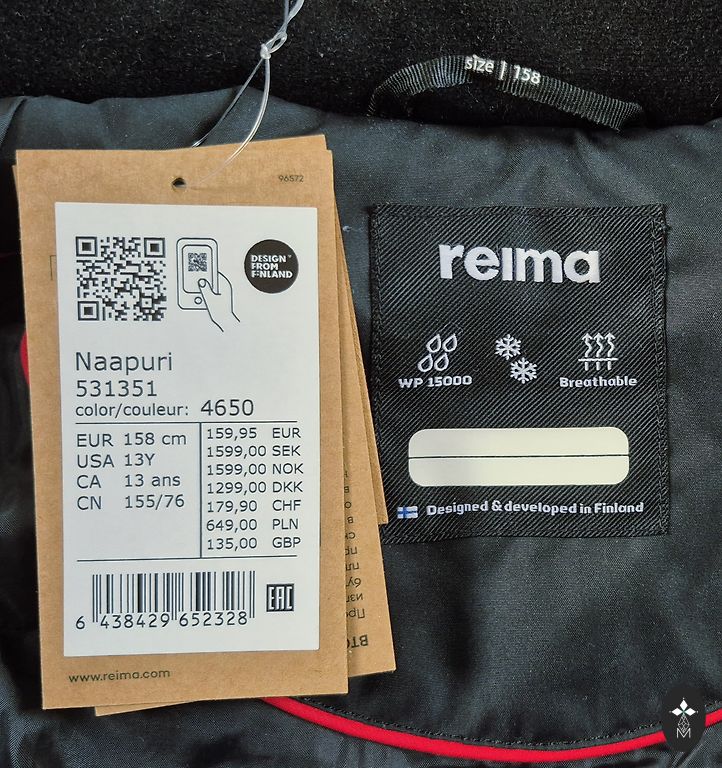 size | 158
96572
DESIGN
FROM
FINLAND
Naapuri
531351
color/couleur: 4650
EUR 158 cm
USA 13Y
CA 13 ans
CN 155/76
159,95 EUR
1599,00 SEK
1599,00 NOK
1299,00 DKK
179,90 CHF
649,00 PLN
135,00 GBP
6 438429 652328
EAC
www.reima.com
reima
WP 15000
Breathable
Designed & developed in Finland
M